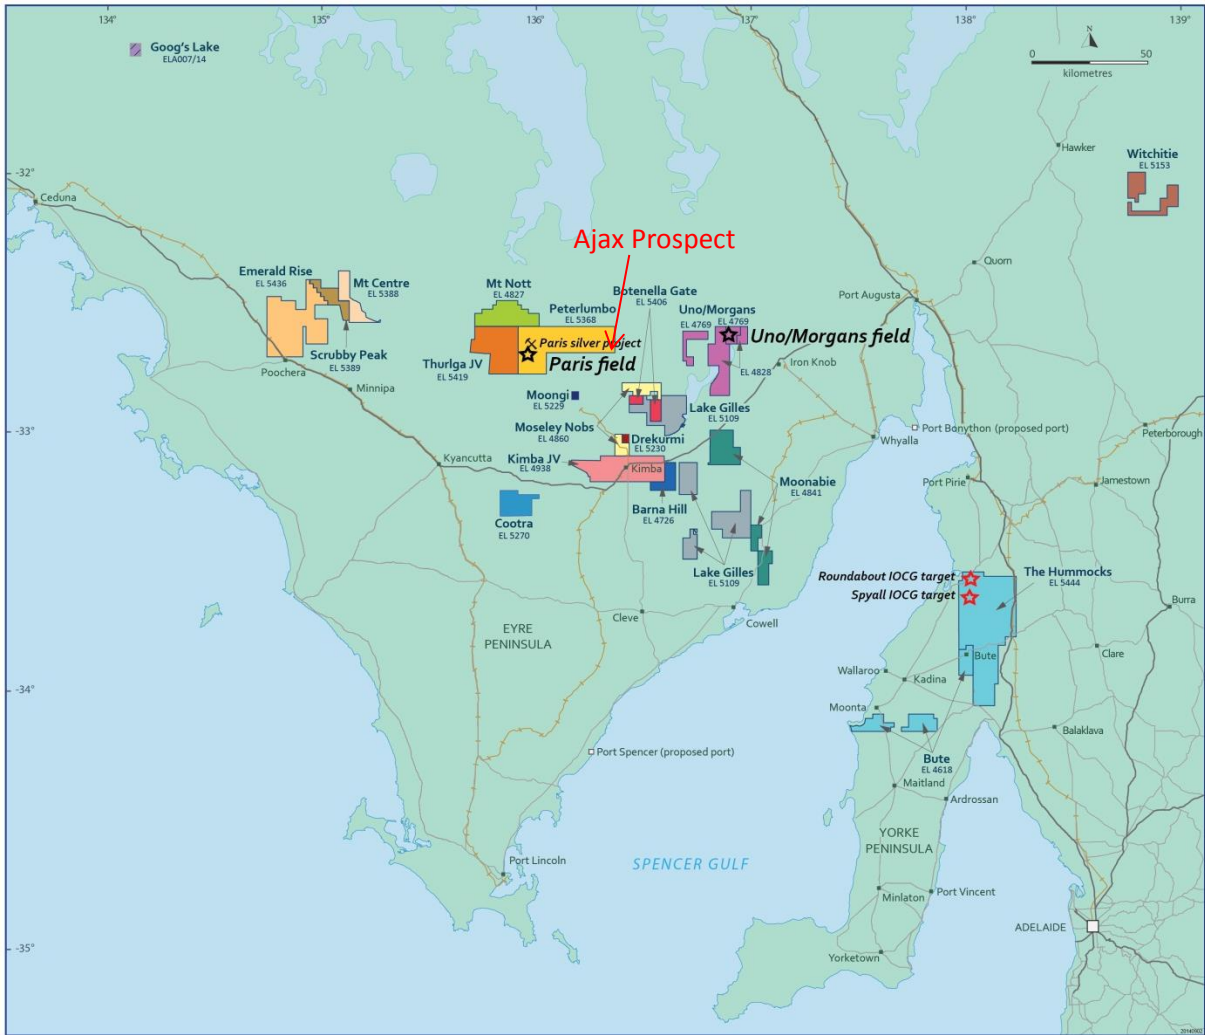 134°
135°
136°
137°
138°
139°
Goog's Lake
ELA007/14
N
0
50
kilometres
Hawker
Witchitie
EL 5153
-32°
Ceduna
Ajax Prospect
Quorn
Emerald Rise
EL 5436
Mt Centre
EL 5388
Mt Nott
EL 4827
Botenella Gate
EL 5406
Port Augusta
Peterlumbo
EL 5368
Uno/Morgans
EL 4769
EL 4769
Uno/Morgans field
Paris silver project
Paris field
Scrubby Peak
EL 5389
Thurlga JV
EL 5419
Iron Knob
EL 4828
Poochera
Minnipa
Moongi
EL 5229
Lake Gilles
EL 5109
Moseley Nobs
EL 4860
-33°
Drekurmi
EL 5230
Port Bonython (proposed port)
Whyalla
Peterborough
Kyancutta
Kimba JV
EL 4938
Kimba
Moonabie
EL 4841
Port Pirie
Jamestown
Barna Hill
EL 4726
Cootra
EL 5270
Lake Gilles
EL 5109
Roundabout IOCG target
The Hummocks
EL 5444
Spyall IOCG target
Burra
Cleve
Cowell
EYRE
PENINSULA
Bute
Clare
Wallaroo
Kadina
-34°
Moonta
Balaklava
Port Spencer (proposed port)
Bute
EL 4618
Maitland
Ardrossan
YORKE
PENINSULA
Port Lincoln
SPENCER GULF
Minlaton
Port Vincent
ADELAIDE
-35°
Yorketown